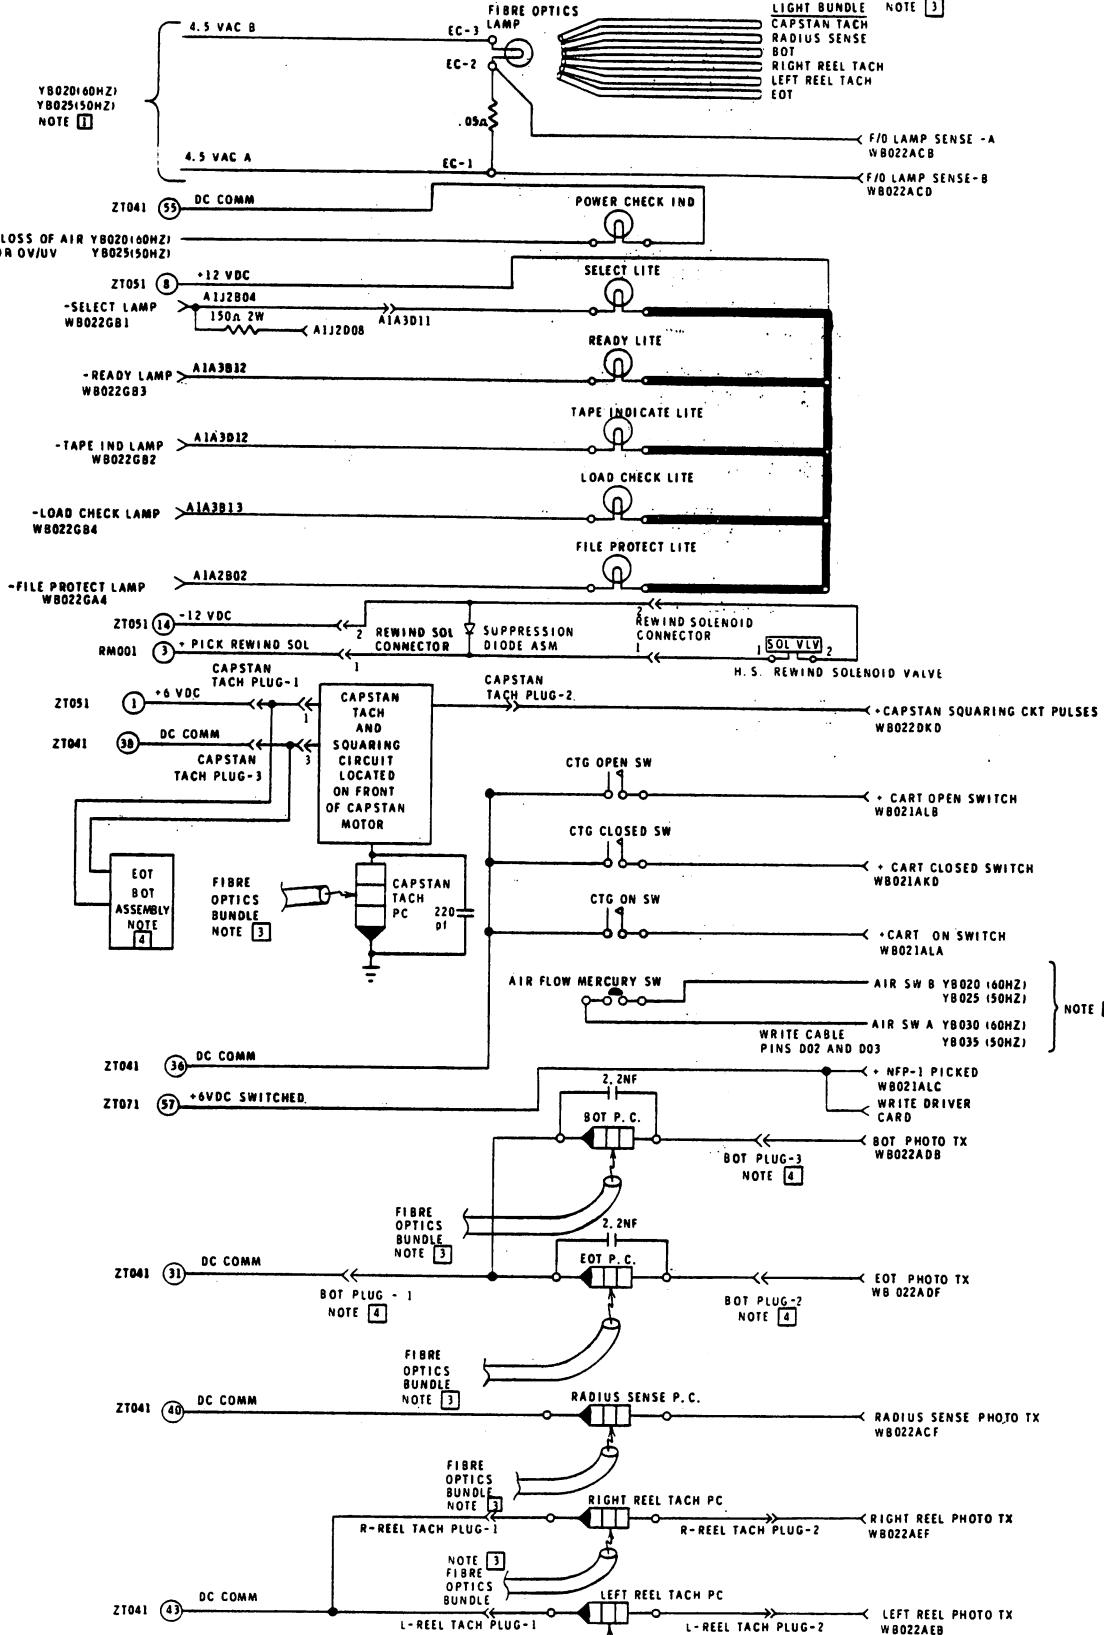 FIBRE OPTICS
LAMP
LIGHT BUNDLE NOTE 3
CAPSTAN TACH
RADIUS SENSE
BOT
RIGHT REEL TACH
LEFT REEL TACH
EOT
4.5 VAC B
EC-3
EC-2
YB020(60HZ)
YB025(50HZ)
NOTE 1
.05Ω
4.5 VAC A
EC-1
F/O LAMP SENSE -A
WB022ACB
F/O LAMP SENSE-B
WB022ACD
ZT041 55 DC COMM
POWER CHECK IND
LOSS OF AIR YB020(60HZ)
OR OV/UV YB025(50HZ)
ZT051 8 +12 VDC
SELECT LITE
-SELECT LAMP
WB022GB1
A1J2B04
A1A3D11
150Ω 2W
A1J2D08
READY LITE
-READY LAMP
WB022GB3
A1A3B12
TAPE INDICATE LITE
-TAPE IND LAMP
WB022GB2
A1A3D12
LOAD CHECK LITE
-LOAD CHECK LAMP
WB022GB4
A1A3B13
FILE PROTECT LITE
-FILE PROTECT LAMP
WB022GA4
A1A2B02
ZT051 14 -12 VDC
2
REWIND SOL
CONNECTOR
SUPPRESSION
DIODE ASM
2
REWIND SOLENOID
CONNECTOR
RM001 3 + PICK REWIND SOL
1
1
1 SOL VLV 2
H.S. REWIND SOLENOID VALVE
CAPSTAN
TACH PLUG-1
ZT051 1 +6 VDC
1
CAPSTAN
TACH
AND
SQUARING
CIRCUIT
LOCATED
ON FRONT
OF CAPSTAN
MOTOR
CAPSTAN
TACH PLUG-2
+CAPSTAN SQUARING CKT PULSES
WB022DKD
ZT041 38 DC COMM
3
CAPSTAN
TACH PLUG-3
CTG OPEN SW
+ CART OPEN SWITCH
WB021ALB
CTG CLOSED SW
+ CART CLOSED SWITCH
WB021AKD
EOT
BOT
ASSEMBLY
NOTE
4
FIBRE
OPTICS
BUNDLE
NOTE 3
CAPSTAN
TACH
PC
220
pf
CTG ON SW
+CART ON SWITCH
WB021ALA
AIR FLOW MERCURY SW
AIR SW B YB020 (60HZ)
YB025 (50HZ)
NOTE
AIR SW A YB030 (60HZ)
YB035 (50HZ)
WRITE CABLE
PINS D02 AND D03
ZT041 36 DC COMM
+ NFP-1 PICKED
WB021ALC
ZT071 57 +6VDC SWITCHED
WRITE DRIVER
CARD
2.2NF
BOT P.C.
BOT PHOTO TX
WB022ADB
BOT PLUG-3
NOTE 4
FIBRE
OPTICS
BUNDLE
NOTE 3
2.2NF
EOT P.C.
ZT041 31 DC COMM
EOT PHOTO TX
WB 022ADF
BOT PLUG - 1
NOTE 4
BOT PLUG-2
NOTE 4
FIBRE
OPTICS
BUNDLE
NOTE 3
ZT041 40 DC COMM
RADIUS SENSE P.C.
RADIUS SENSE PHOTO TX
WB022ACF
FIBRE
OPTICS
BUNDLE
NOTE 3
RIGHT REEL TACH PC
R-REEL TACH PLUG-1
R-REEL TACH PLUG-2
RIGHT REEL PHOTO TX
WB022AEF
NOTE 3
FIBRE
OPTICS
BUNDLE
ZT041 43 DC COMM
LEFT REEL TACH PC
L-REEL TACH PLUG-1
L-REEL TACH PLUG-2
LEFT REEL PHOTO TX
WB022AEB